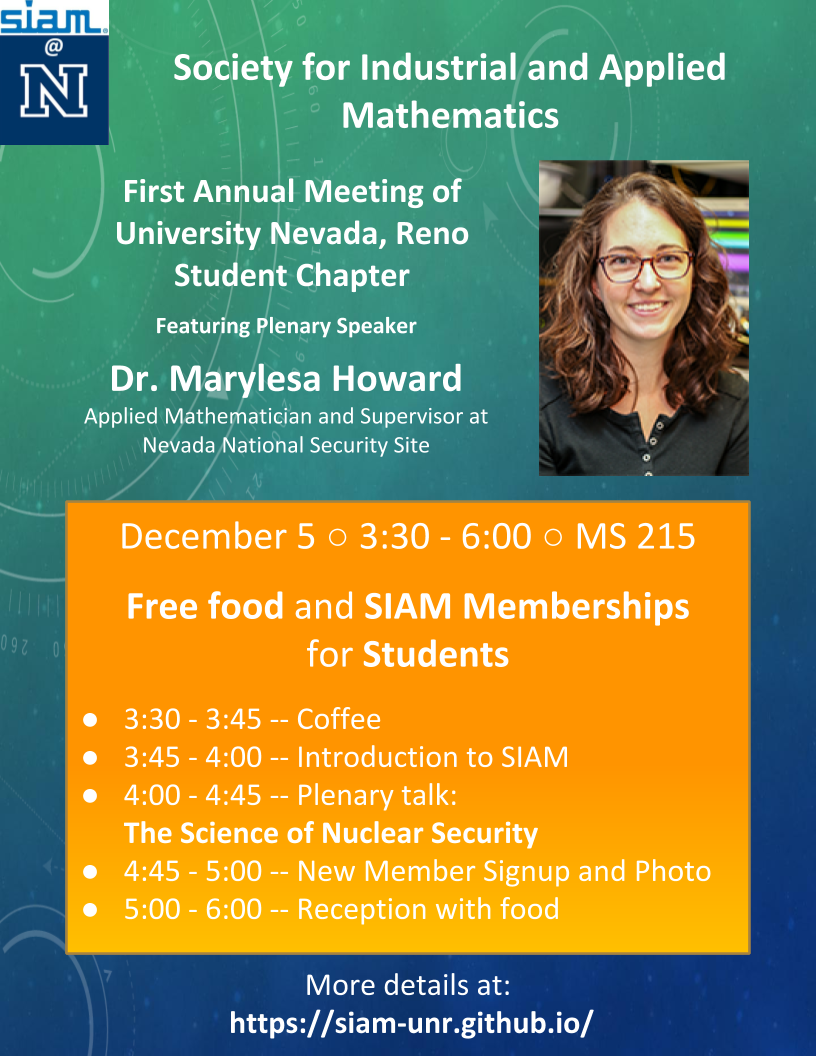 siam.
@
N
Society for Industrial and Applied
Mathematics
First Annual Meeting of
University Nevada, Reno
Student Chapter
Featuring Plenary Speaker
Dr. Marylesa Howard
Applied Mathematician and Supervisor at
Nevada National Security Site
December 5 ○ 3:30 - 6:00 ○ MS 215
Free food and SIAM Memberships
for Students
● 3:30 - 3:45 -- Coffee
● 3:45 - 4:00 -- Introduction to SIAM
● 4:00 - 4:45 -- Plenary talk:
The Science of Nuclear Security
● 4:45 - 5:00 -- New Member Signup and Photo
● 5:00 - 6:00 -- Reception with food
More details at:
https://siam-unr.github.io/
260